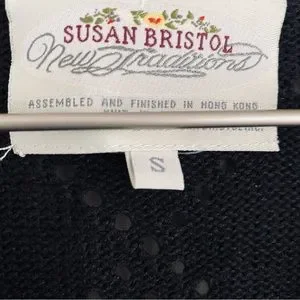 SUSAN BRISTOL
New Traditions
ASSEMBLED AND FINISHED IN HONG KONG
S